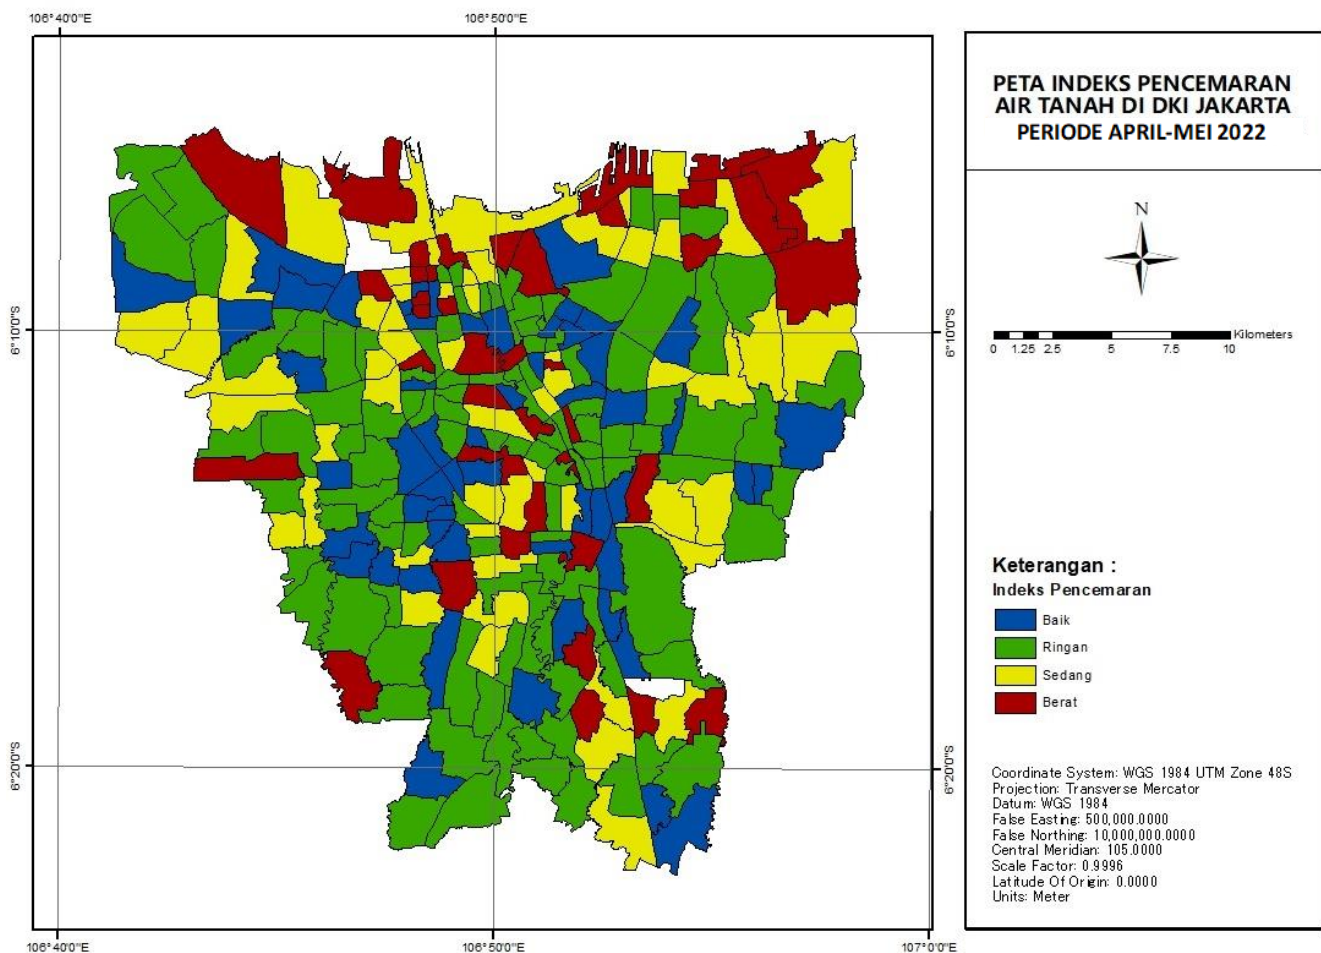 106°40'0"E
106°50'0"E
6°10'0"S
6°10'0"S
6°20'0"S
6°20'0"S
106°40'0"E
106°50'0"E
107°0'0"E
PETA INDEKS PENCEMARAN
AIR TANAH DI DKI JAKARTA
PERIODE APRIL-MEI 2022
N
Kilometers
0 1.25 2.5 5 7.5 10
Keterangan :
Indeks Pencemaran
Baik
Ringan
Sedang
Berat
Coordinate System: WGS 1984 UTM Zone 48S
Projection: Transverse Mercator
Datum: WGS 1984
False Easting: 500,000.0000
False Northing: 10,000,000.0000
Central Meridian: 105.0000
Scale Factor: 0.9996
Latitude Of Origin: 0.0000
Units: Meter